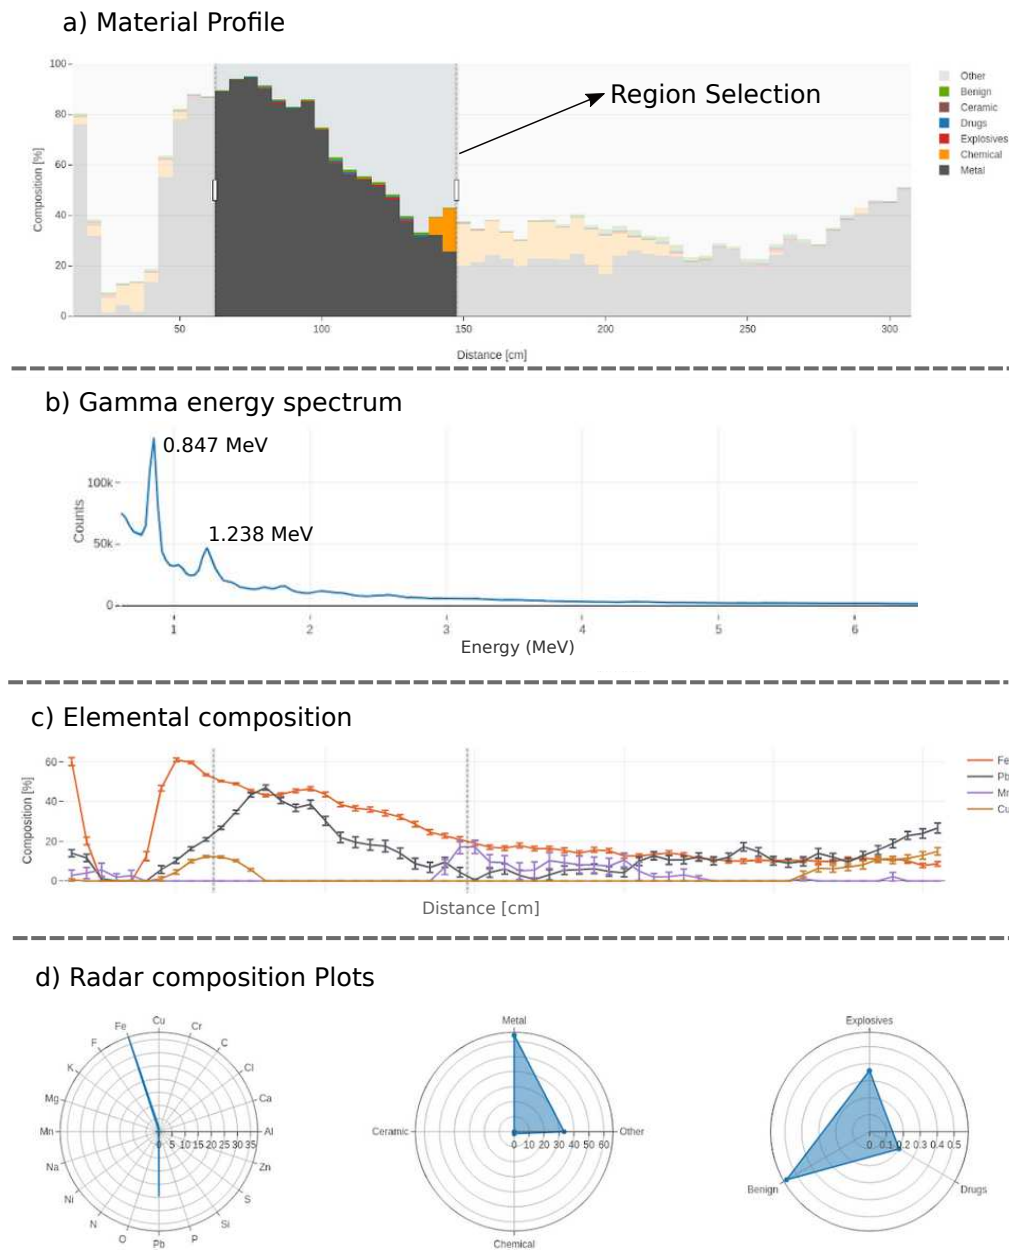 a) Material Profile
100
80
60
40
20
0
Composition [%]
50
100
150
200
250
300
Distance [cm]
Region Selection
Other
Benign
Ceramic
Drugs
Explosives
Chemical
Metal
b) Gamma energy spectrum
0.847 MeV
1.238 MeV
100k
50k
0
Counts
1
2
3
4
5
6
Energy (MeV)
c) Elemental composition
60
40
20
0
Composition [%]
Distance [cm]
Fe
Pb
Mn
Cu
d) Radar composition Plots
Cu
Cr
C
Cl
Ca
Al
Zn
S
Si
P
Pb
O
N
Ni
Na
Mn
Mg
K
F
Fe
0 5 10 15 20 25 30 35
Metal
Ceramic
Other
Chemical
0 10 20 30 40 50 60
Explosives
Benign
Drugs
0 0.1 0.2 0.3 0.4 0.5